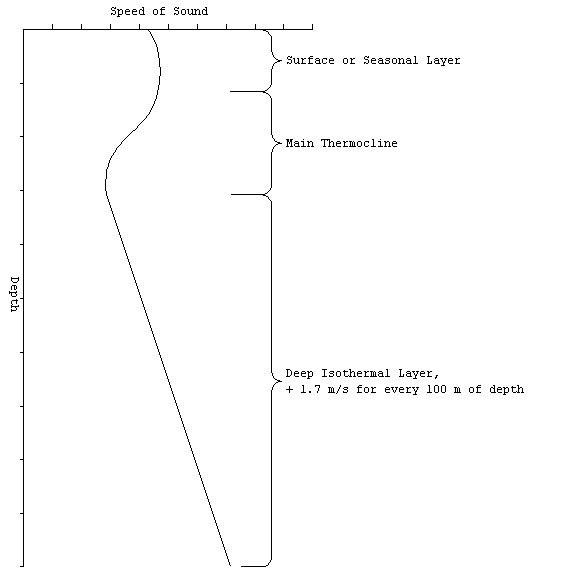 Speed of Sound
Surface or Seasonal Layer
Main Thermocline
Depth
Deep Isothermal Layer,
+ 1.7 m/s for every 100 m of depth